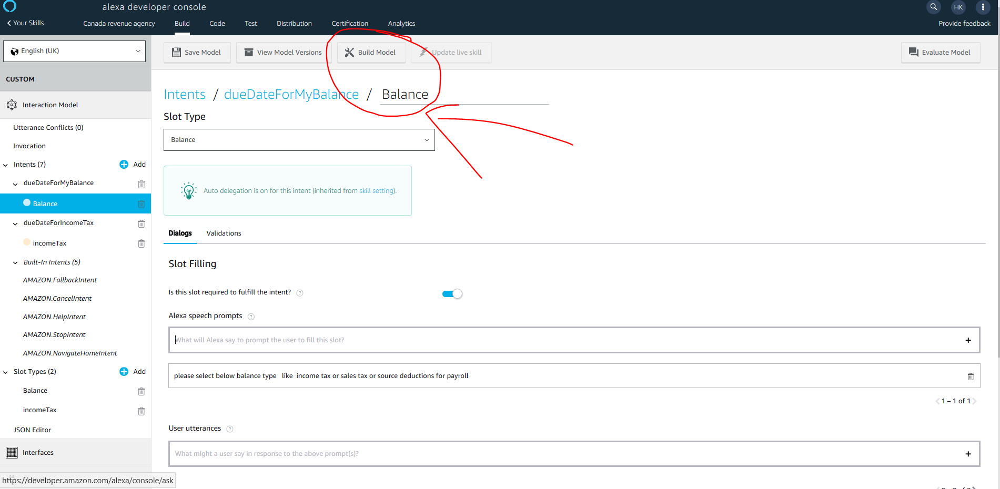 alexa developer console
HK
Your Skills
Canada revenue agency
Build
Code
Test
Distribution
Certification
Analytics
Provide feedback
English (UK)
Save Model
View Model Versions
Build Model
Update live skill
Evaluate Model
CUSTOM
Interaction Model
Utterance Conflicts (0)
Invocation
Intents (7)
Add
dueDateForMyBalance
Balance
dueDateForIncomeTax
incomeTax
Built-In Intents (5)
AMAZON.FallbackIntent
AMAZON.CancelIntent
AMAZON.HelpIntent
AMAZON.StopIntent
AMAZON.NavigateHomeIntent
Slot Types (2)
Add
Balance
incomeTax
JSON Editor
Interfaces
https://developer.amazon.com/alexa/console/ask
Intents / dueDateForMyBalance / Balance
Slot Type
Balance
Auto delegation is on for this intent (inherited from skill setting).
Dialogs
Validations
Slot Filling
Is this slot required to fulfill the intent? ?
Alexa speech prompts ?
What will Alexa say to prompt the user to fill this slot?
please select below balance type like income tax or sales tax or source deductions for payroll
1 – 1 of 1
User utterances ?
What might a user say in response to the above prompt(s)?